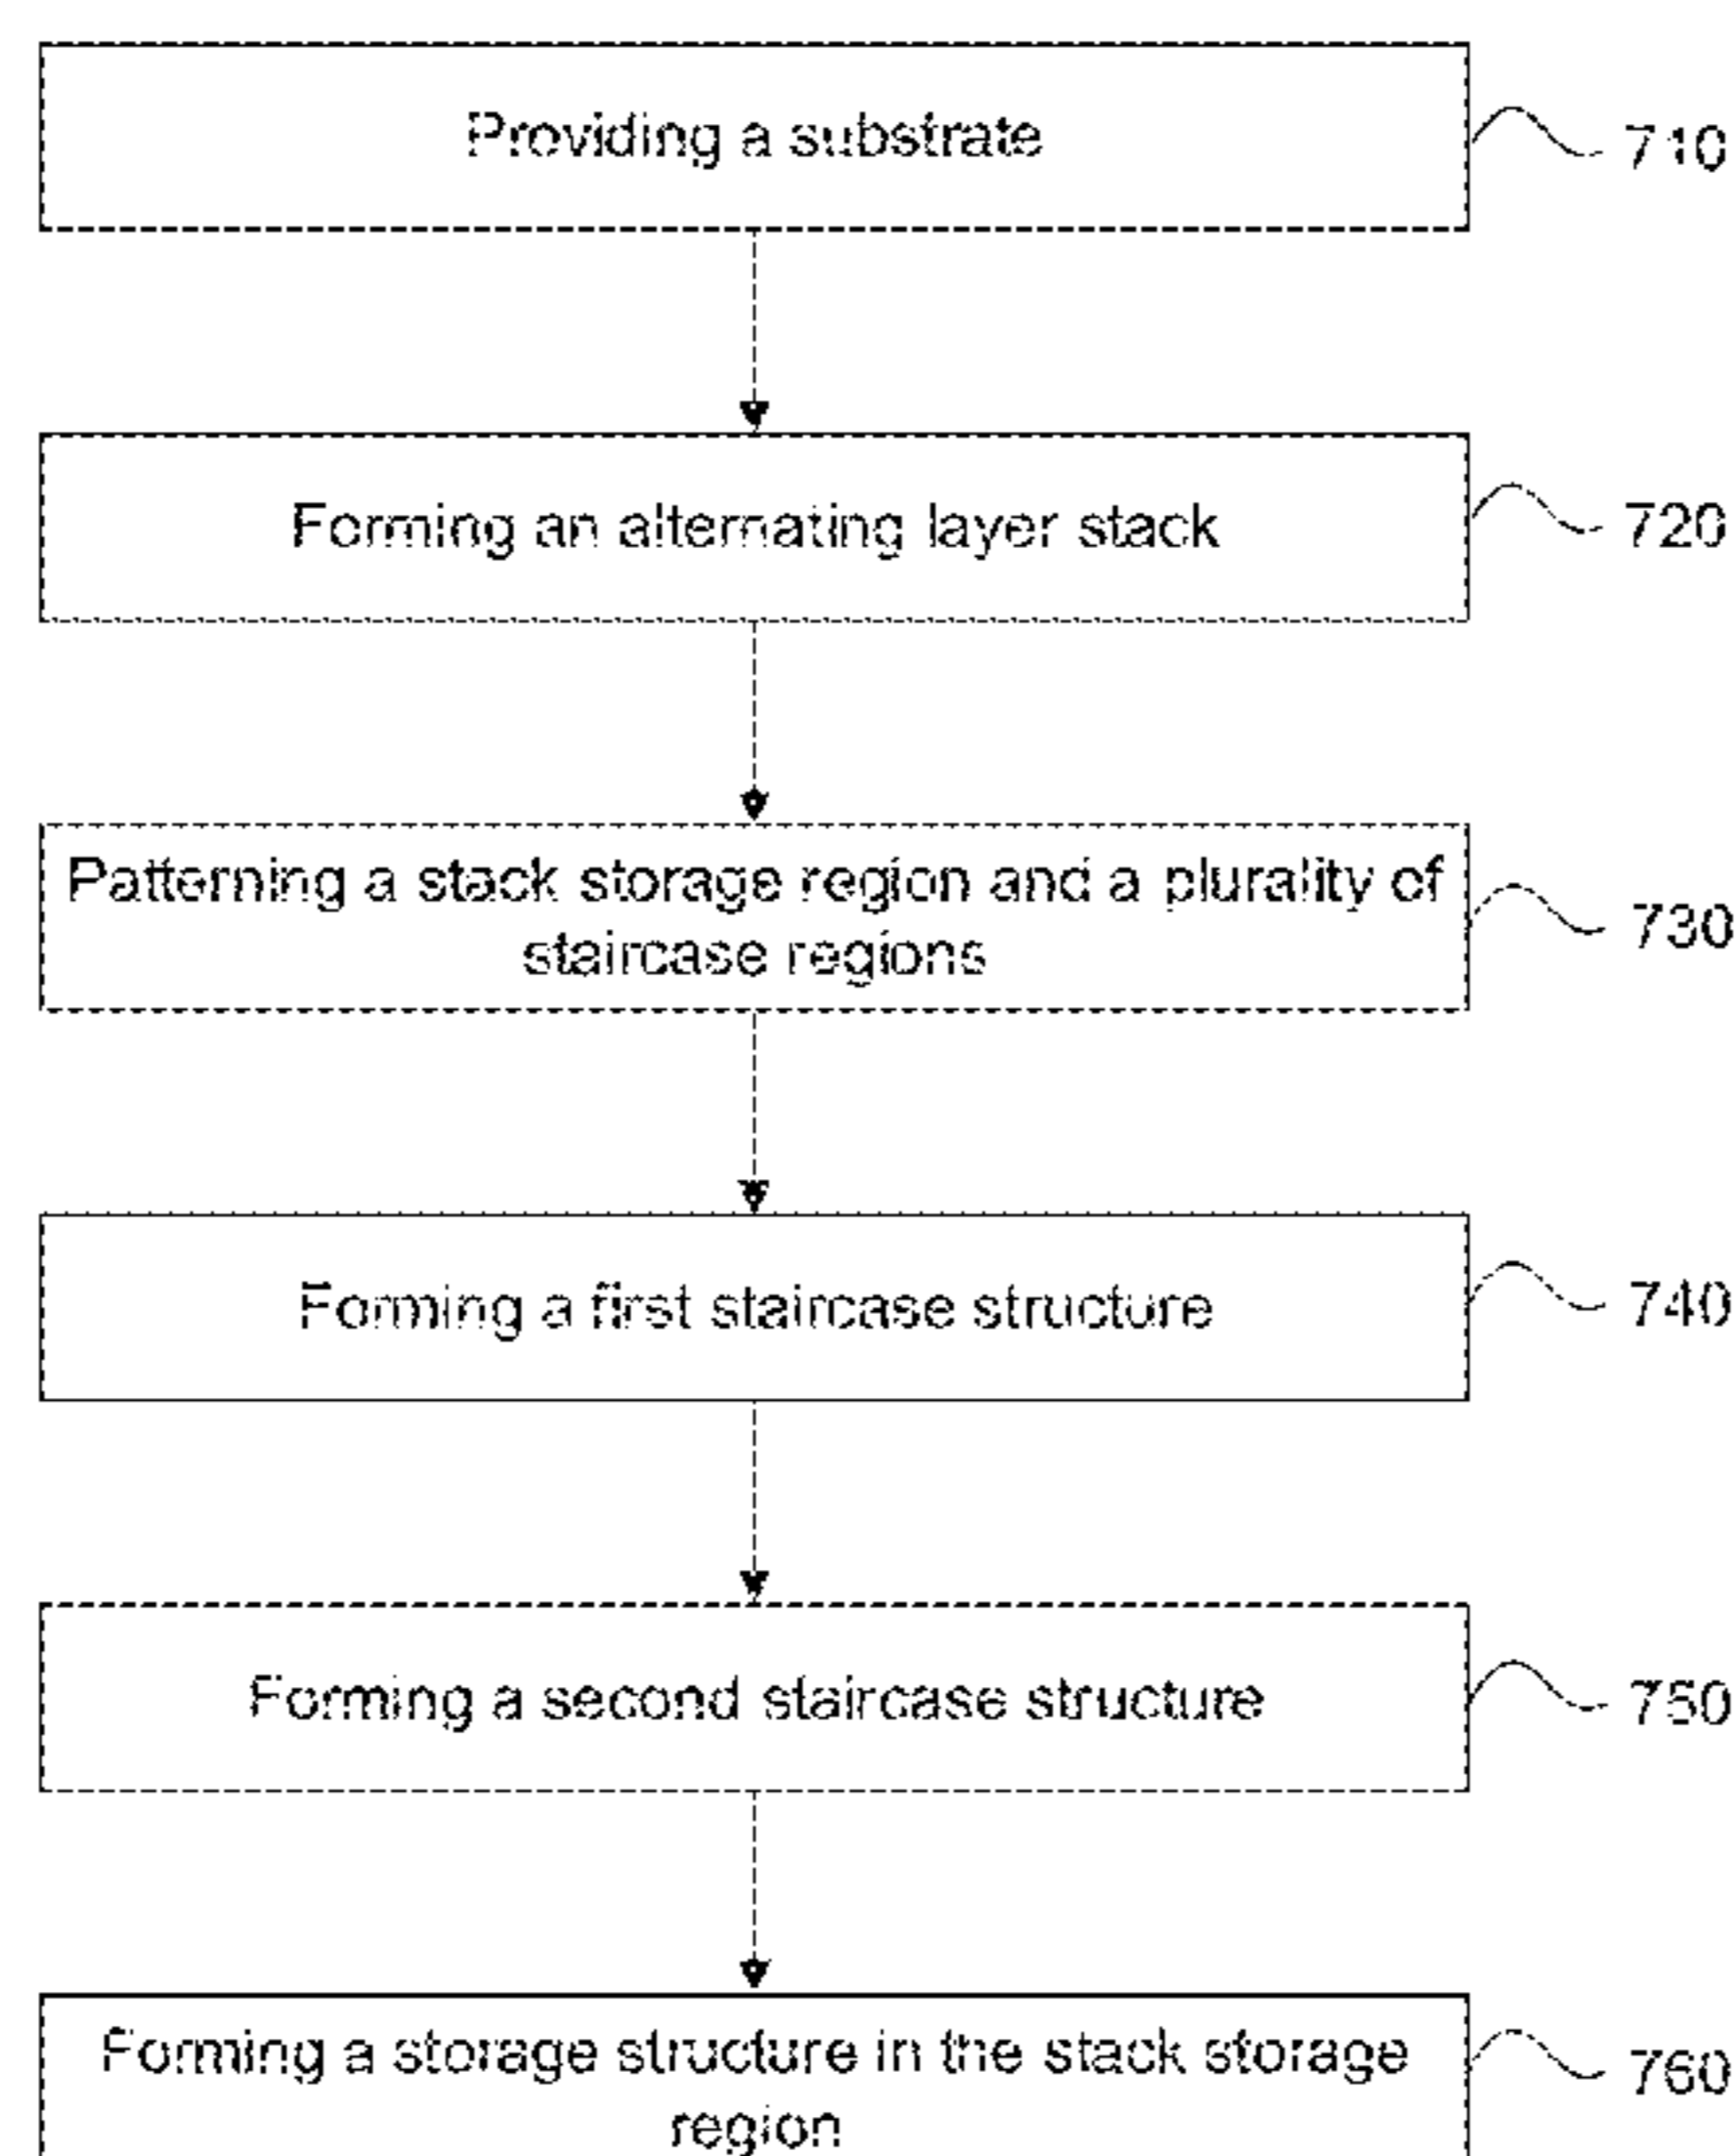 Providing a substrate
710
Forming an alternating layer stack
720
Patterning a stack storage region and a plurality of
staircase regions
730
Forming a first staircase structure
740
Forming a second staircase structure
750
Forming a storage structure in the stack storage
region
760